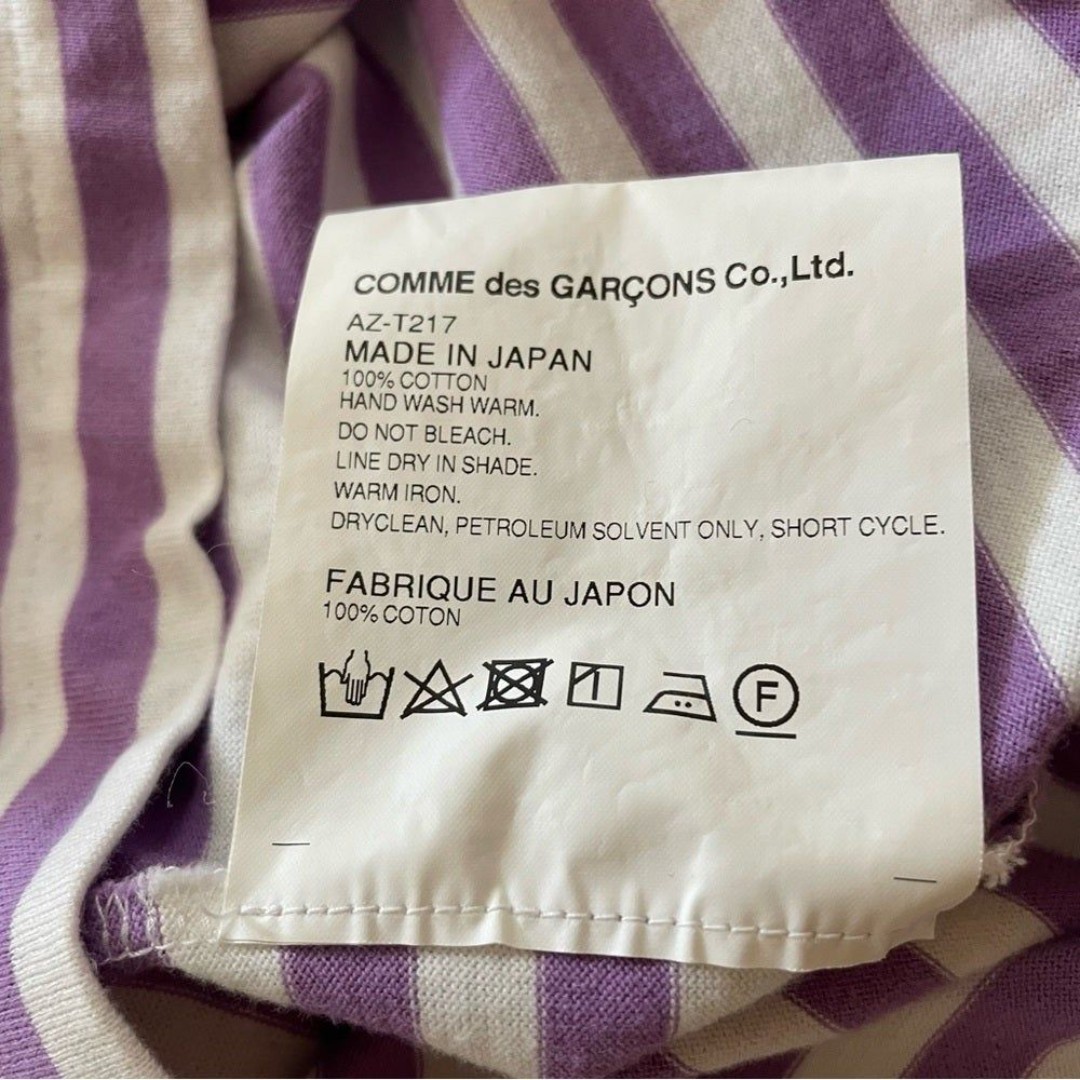 COMME des GARÇONS Co.,Ltd.
AZ-T217
MADE IN JAPAN
100% COTTON
HAND WASH WARM.
DO NOT BLEACH.
LINE DRY IN SHADE.
WARM IRON.
DRYCLEAN, PETROLEUM SOLVENT ONLY, SHORT CYCLE.
FABRIQUE AU JAPON
100% COTON
F